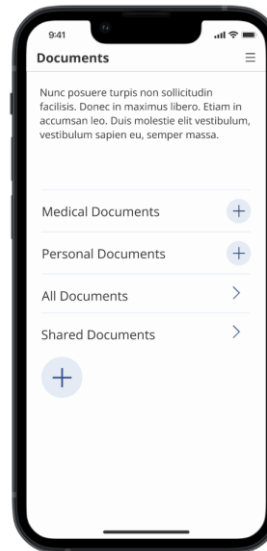 9:41
Documents
Nunc posuere turpis non sollicitudin
facilisis. Donec in maximus libero. Etiam in
accumsan leo. Duis molestie elit vestibulum,
vestibulum sapien eu, semper massa.
Medical Documents
Personal Documents
All Documents
Shared Documents